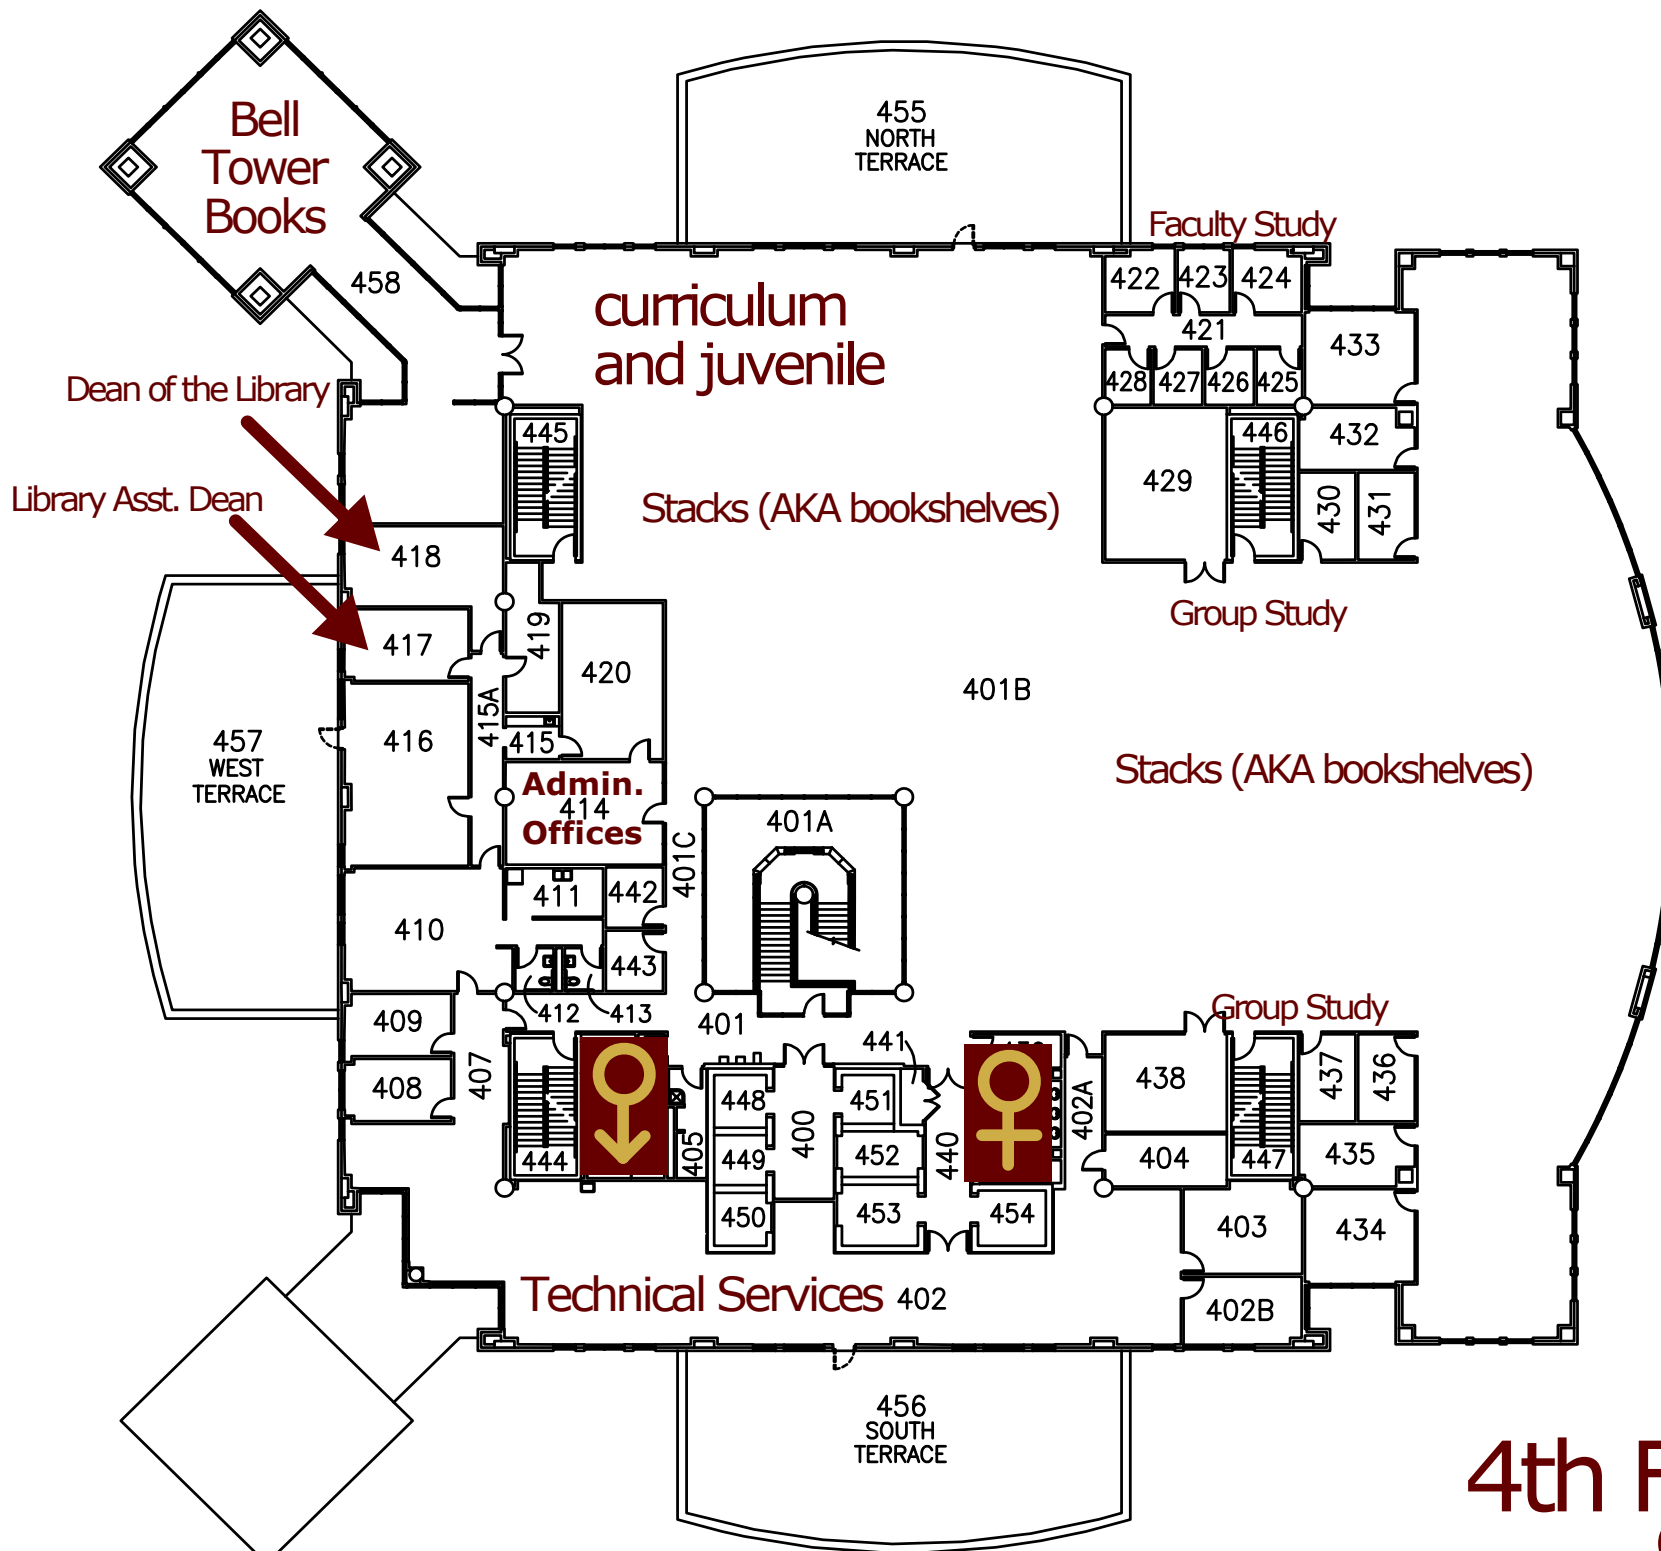 Bell
Tower
Books
455
NORTH
TERRACE
Faculty Study
458
422
423
424
421
433
curriculum
and juvenile
428
427
426
425
Dean of the Library
445
446
432
Library Asst. Dean
429
Stacks (AKA bookshelves)
430
431
418
Group Study
417
419
420
401B
415A
416
415
457
WEST
TERRACE
Stacks (AKA bookshelves)
Admin.
414
Offices
401A
401C
411
442
410
443
412
413
401
Group Study
409
441
407
408
448
451
400
402A
438
437
436
444
405
449
452
440
404
447
435
450
453
454
403
434
Technical Services
402
402B
456
SOUTH
TERRACE
4th